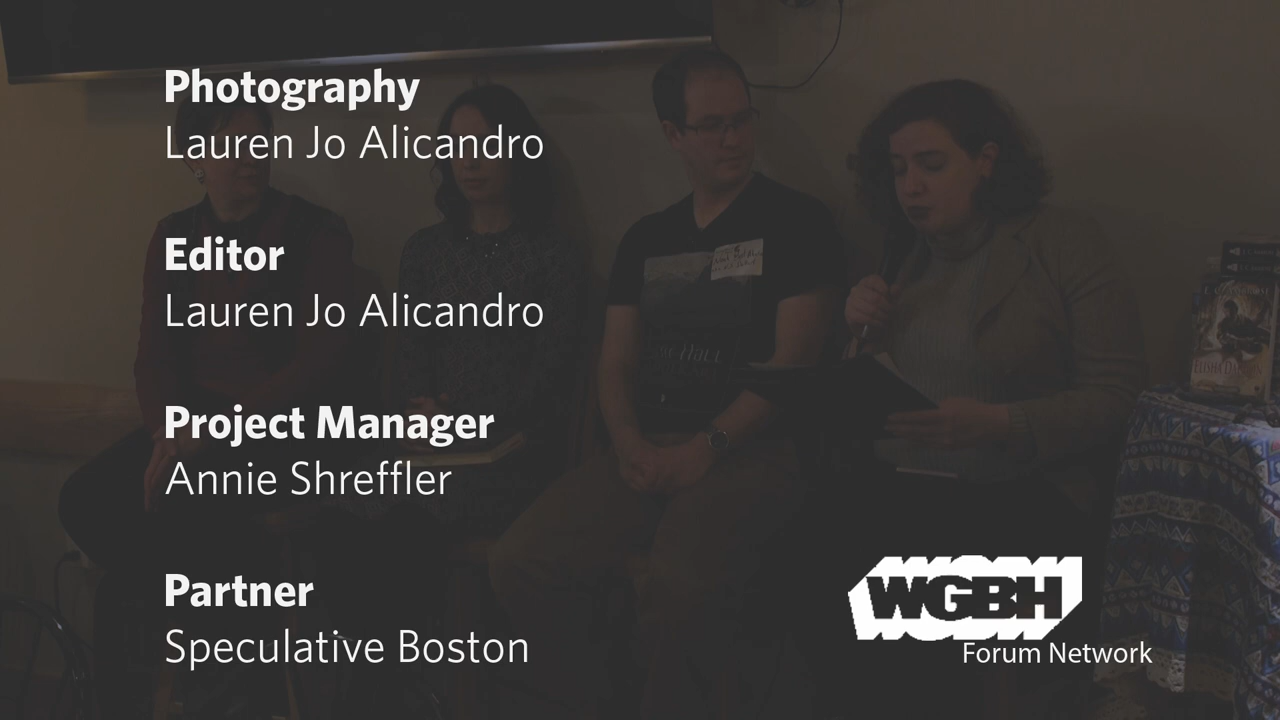 Photography
Lauren Jo Alicandro
Editor
Lauren Jo Alicandro
Project Manager
Annie Shreffler
Partner
Speculative Boston
WGBH
Forum Network